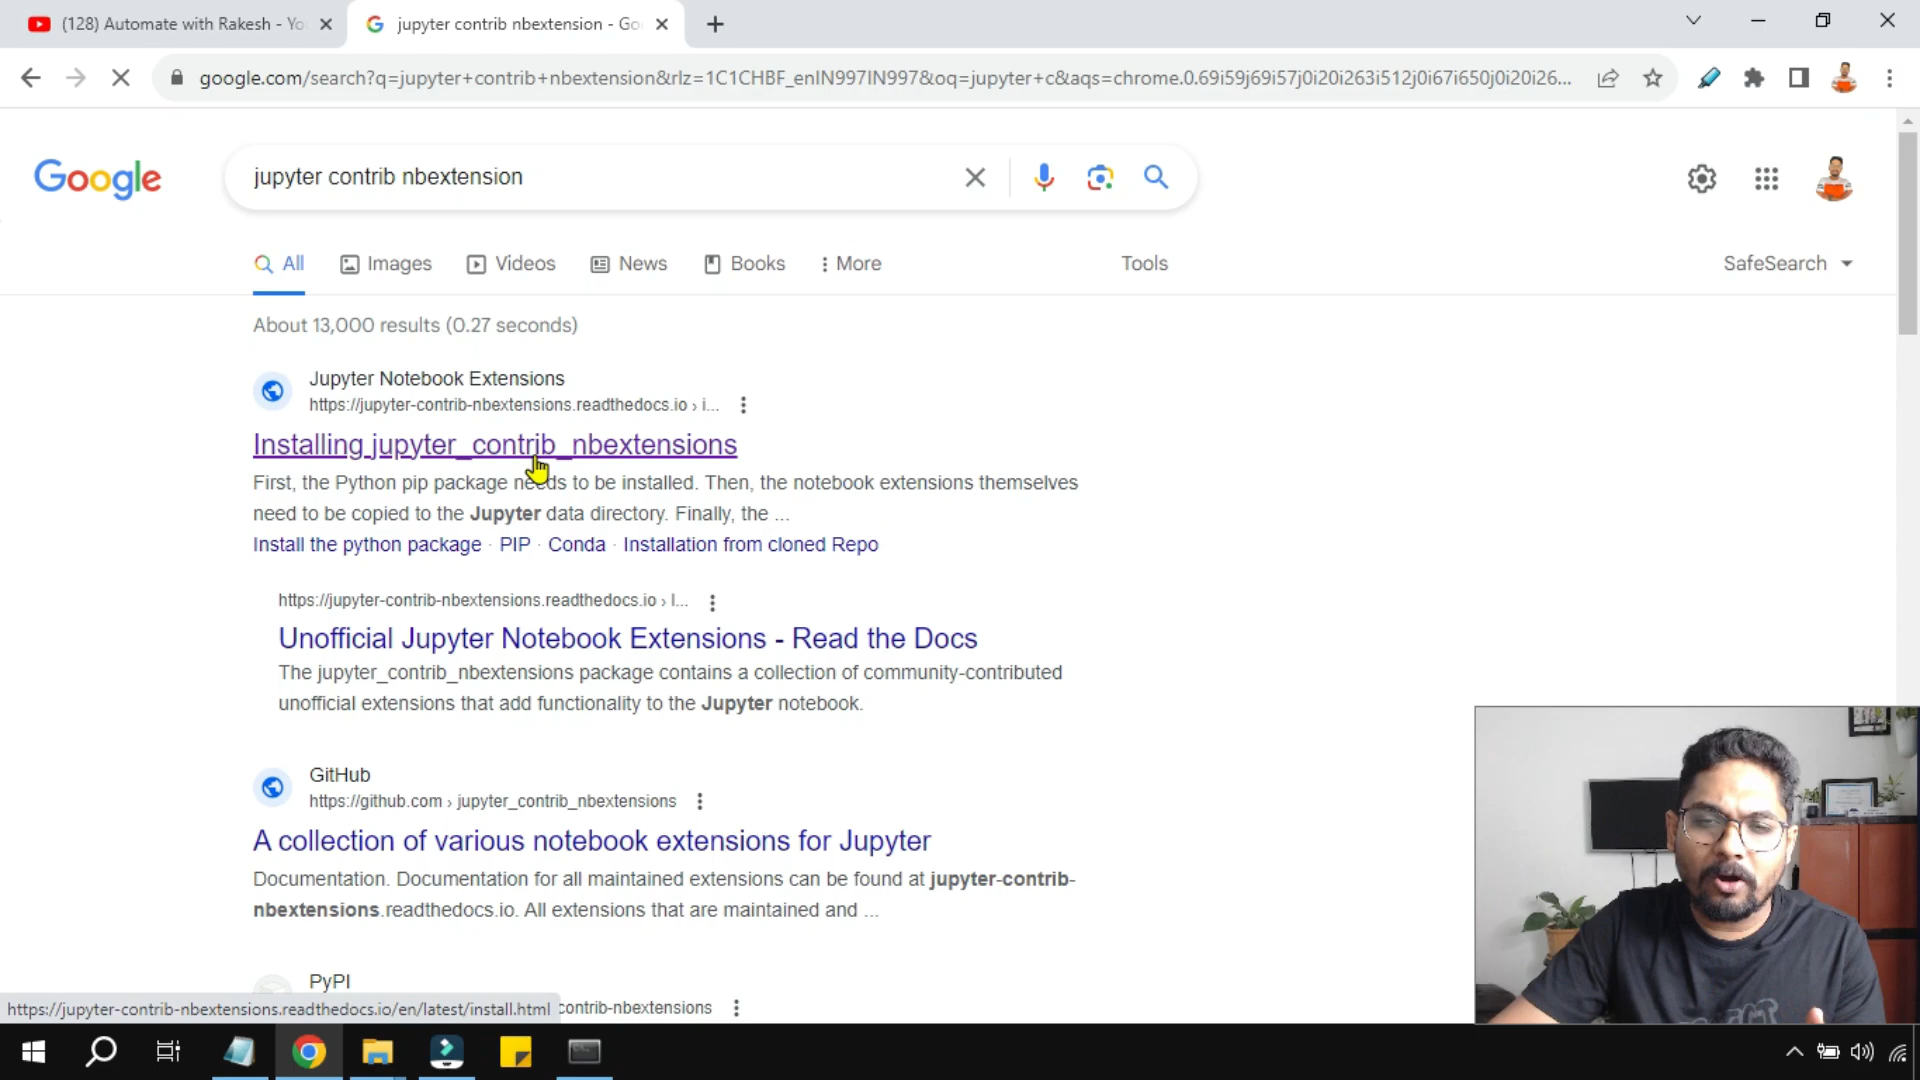 (128) Automate with Rakesh - Yo
jupyter contrib nbextension - Go
google.com/search?q=jupyter+contrib+nbextension&rlz=1C1CHBF_enIN997IN997&oq=jupyter+c&aqs=chrome.0.69i59j69i57j0i20i263i512j0i67i650j0i20i26...
Google
jupyter contrib nbextension
All
Images
Videos
News
Books
More
Tools
SafeSearch
About 13,000 results (0.27 seconds)
Jupyter Notebook Extensions
https://jupyter-contrib-nbextensions.readthedocs.io › i...
Installing jupyter_contrib_nbextensions
First, the Python pip package needs to be installed. Then, the notebook extensions themselves
need to be copied to the Jupyter data directory. Finally, the ...
Install the python package · PIP · Conda · Installation from cloned Repo
https://jupyter-contrib-nbextensions.readthedocs.io › l...
Unofficial Jupyter Notebook Extensions - Read the Docs
The jupyter_contrib_nbextensions package contains a collection of community-contributed
unofficial extensions that add functionality to the Jupyter notebook.
GitHub
https://github.com › jupyter_contrib_nbextensions
A collection of various notebook extensions for Jupyter
Documentation. Documentation for all maintained extensions can be found at jupyter-contrib-
nbextensions.readthedocs.io. All extensions that are maintained and ...
PyPI
contrib-nbextensions
https://jupyter-contrib-nbextensions.readthedocs.io/en/latest/install.html